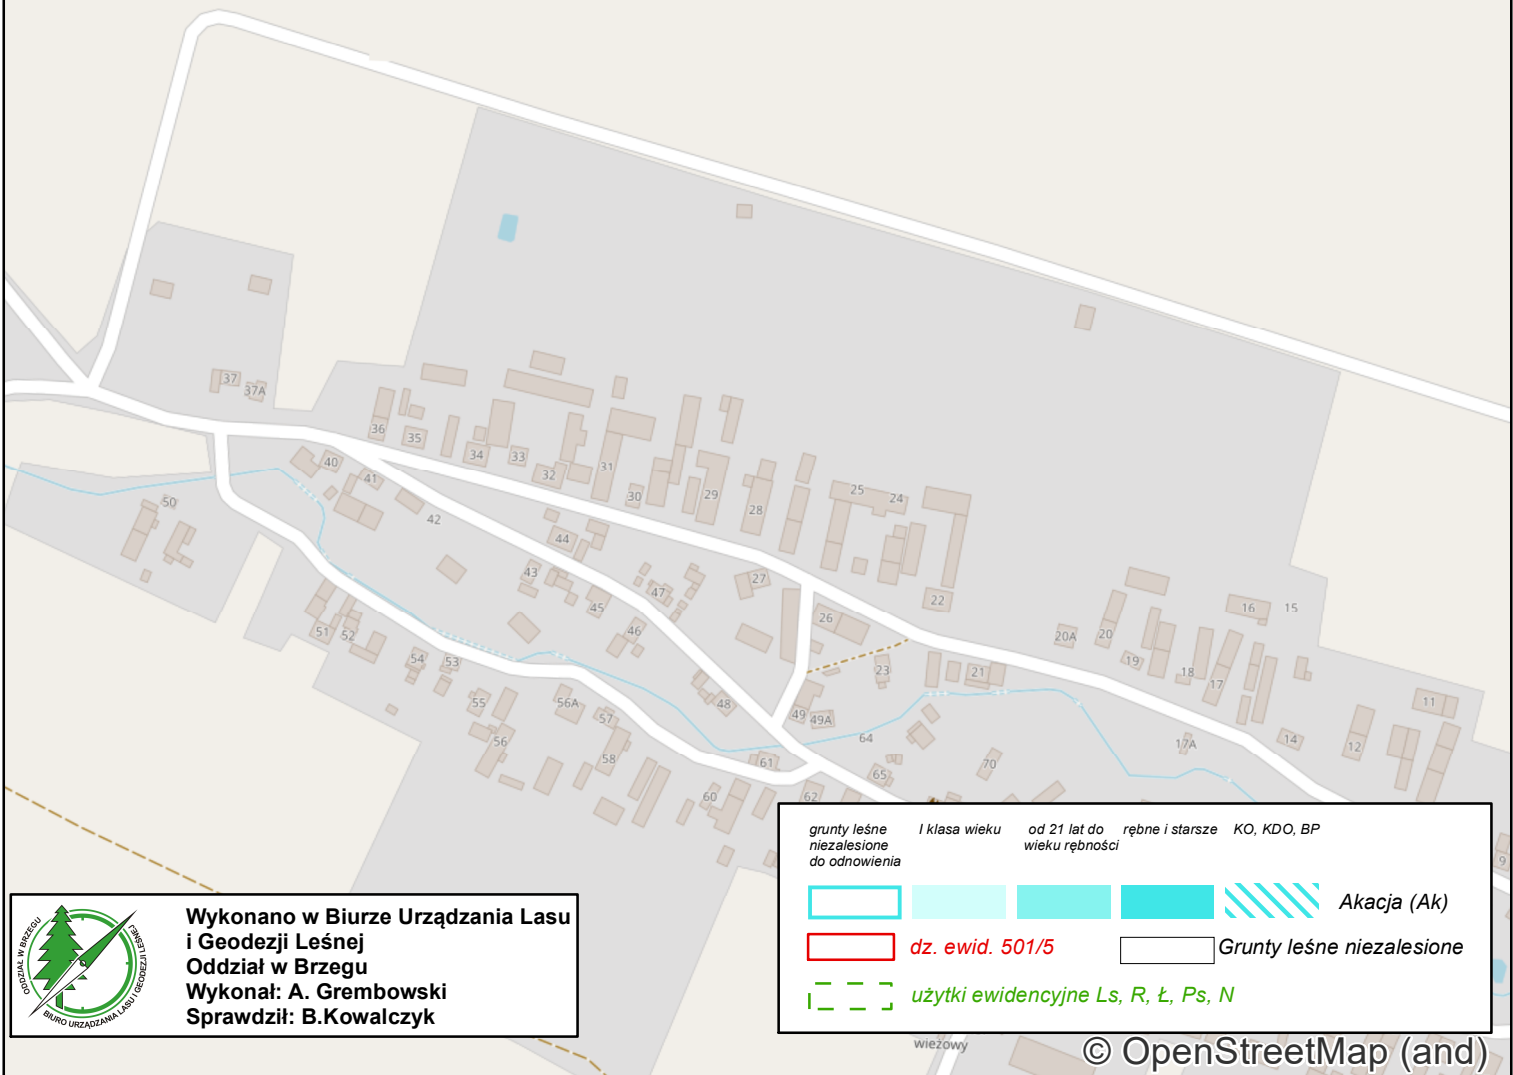 37
37A
36
35
34
33
32
31
30
29
28
25
24
40
41
42
50
44
43
45
47
46
27
26
22
23
21
20A
20
19
18
17
16
15
51
52
54
53
55
56A
57
56
58
48
49
49A
64
61
65
60
62
70
17A
14
12
11
9
grunty leśne
niezalesione
do odnowienia
I klasa wieku
od 21 lat do
wieku rębności
rębne i starsze
KO, KDO, BP
Akacja (Ak)
dz. ewid. 501/5
Grunty leśne niezalesione
użytki ewidencyjne Ls, R, Ł, Ps, N
ODDZIAŁ W BRZEGU
BIURO URZĄDZANIA LASU I GEODEZJI LEŚNEJ
Wykonano w Biurze Urządzania Lasu
i Geodezji Leśnej
Oddział w Brzegu
Wykonał: A. Grembowski
Sprawdził: B.Kowalczyk
wieżowy
© OpenStreetMap (and)